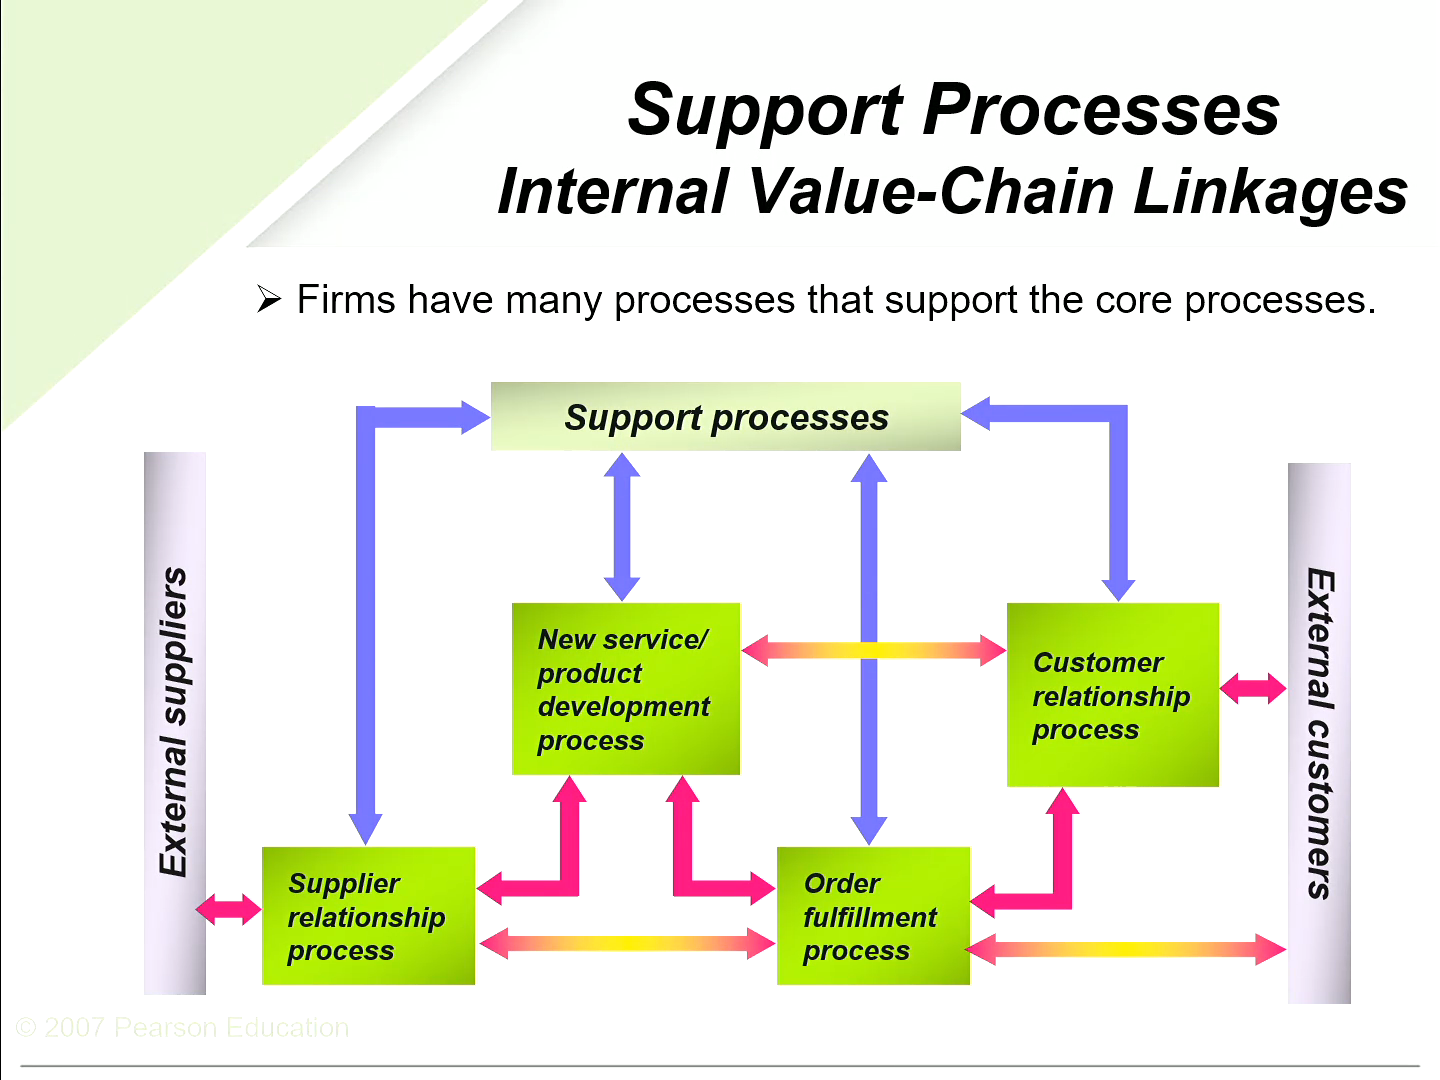 Support Processes
Internal Value-Chain Linkages
Firms have many processes that support the core processes.
Support processes
External suppliers
External customers
New service/
product
development
process
Customer
relationship
process
Supplier
relationship
process
Order
fulfillment
process
© 2007 Pearson Education